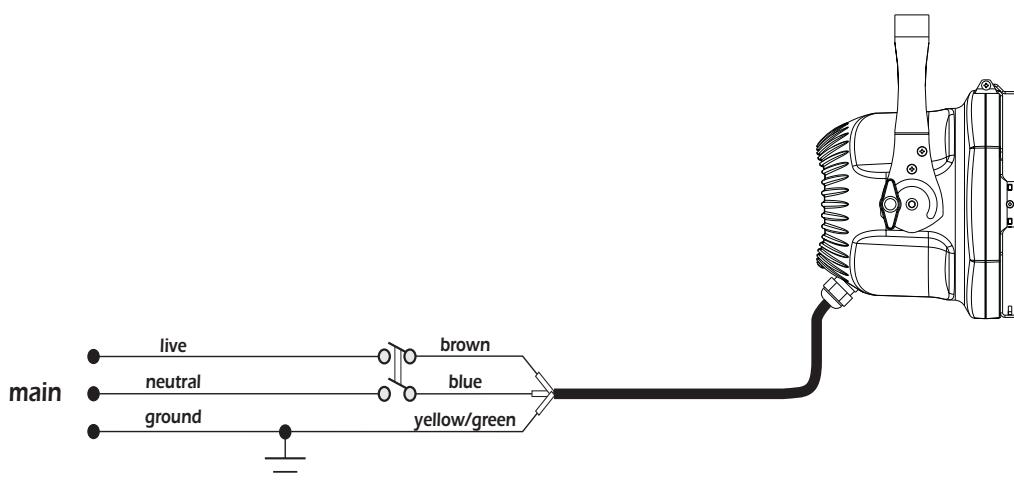 live
brown
main
neutral
blue
ground
yellow/green